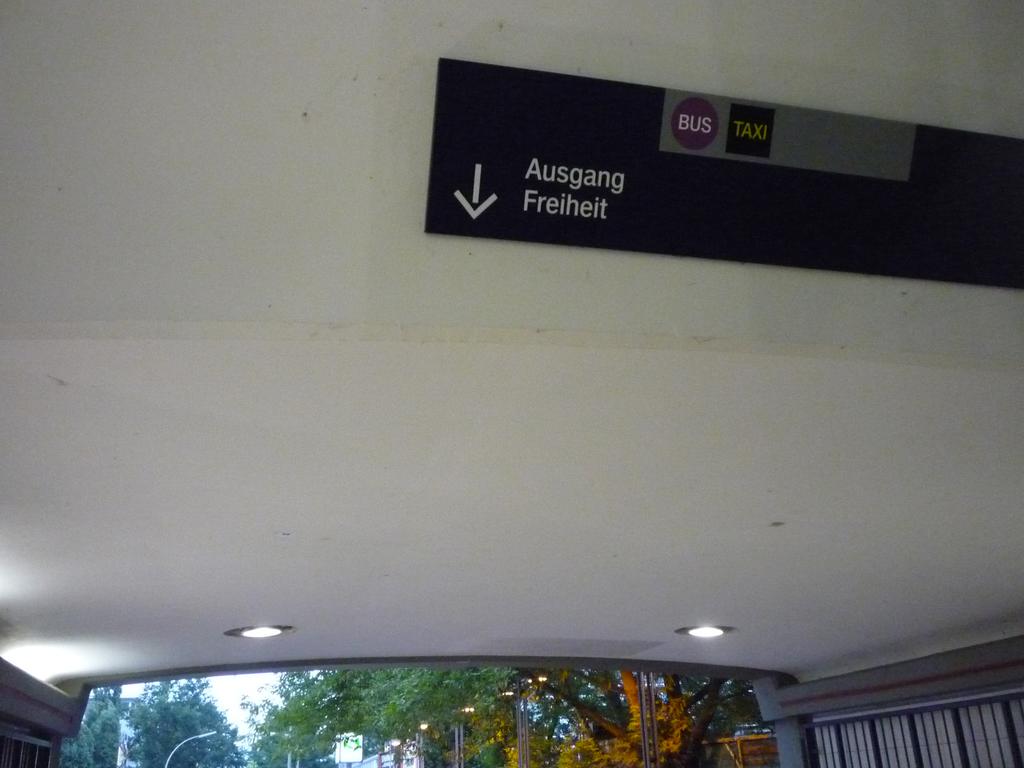 BUS TAXI
Ausgang
Freiheit